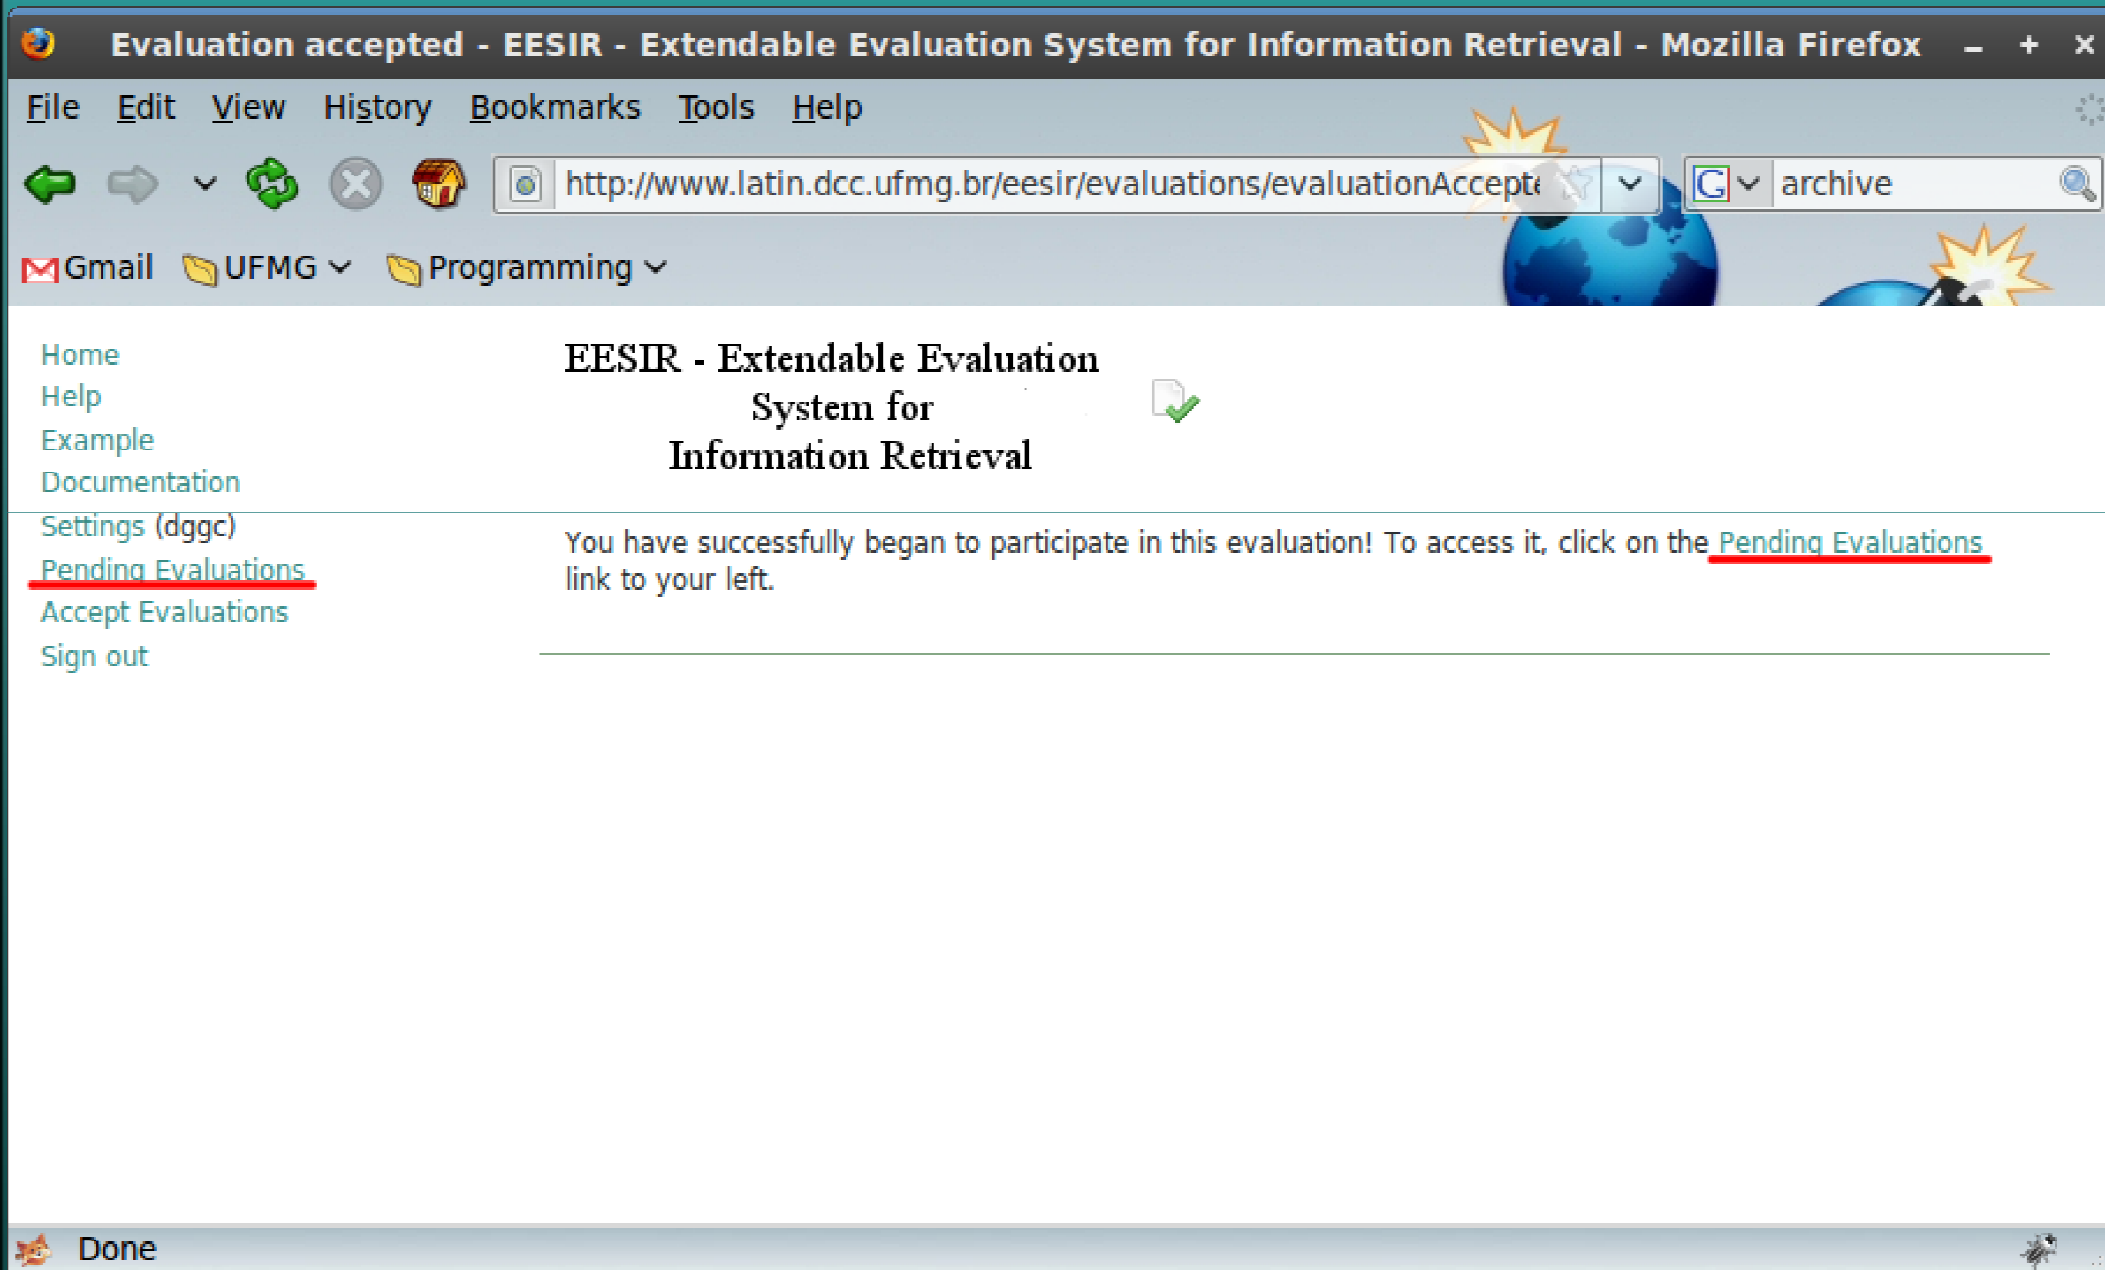 Evaluation accepted - EESIR - Extendable Evaluation System for Information Retrieval - Mozilla Firefox
File Edit View History Bookmarks Tools Help
http://www.latin.dcc.ufmg.br/eesir/evaluations/evaluationAccepte
archive
Gmail UFMG Programming
Home
Help
Example
Documentation
Settings (dggc)
Pending Evaluations
Accept Evaluations
Sign out
EESIR - Extendable Evaluation
System for
Information Retrieval
You have successfully began to participate in this evaluation! To access it, click on the Pending Evaluations
link to your left.
Done